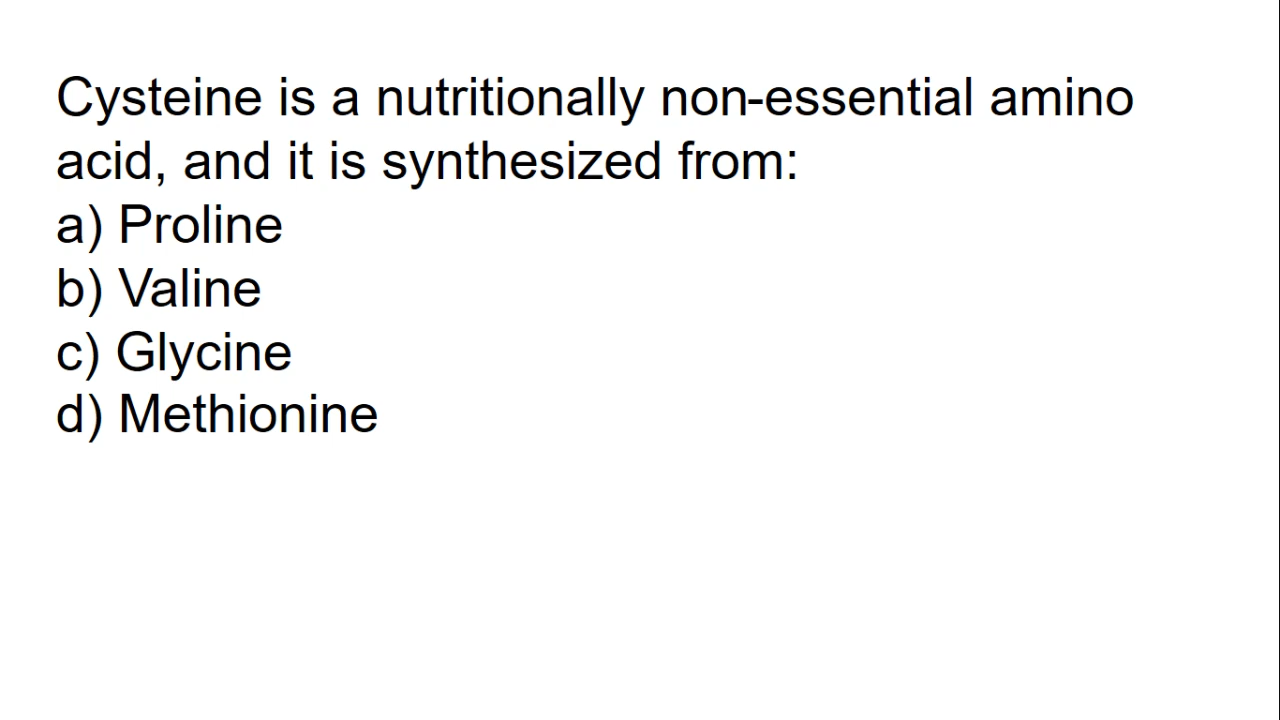 Cysteine is a nutritionally non-essential amino
acid, and it is synthesized from:
a) Proline
b) Valine
c) Glycine
d) Methionine